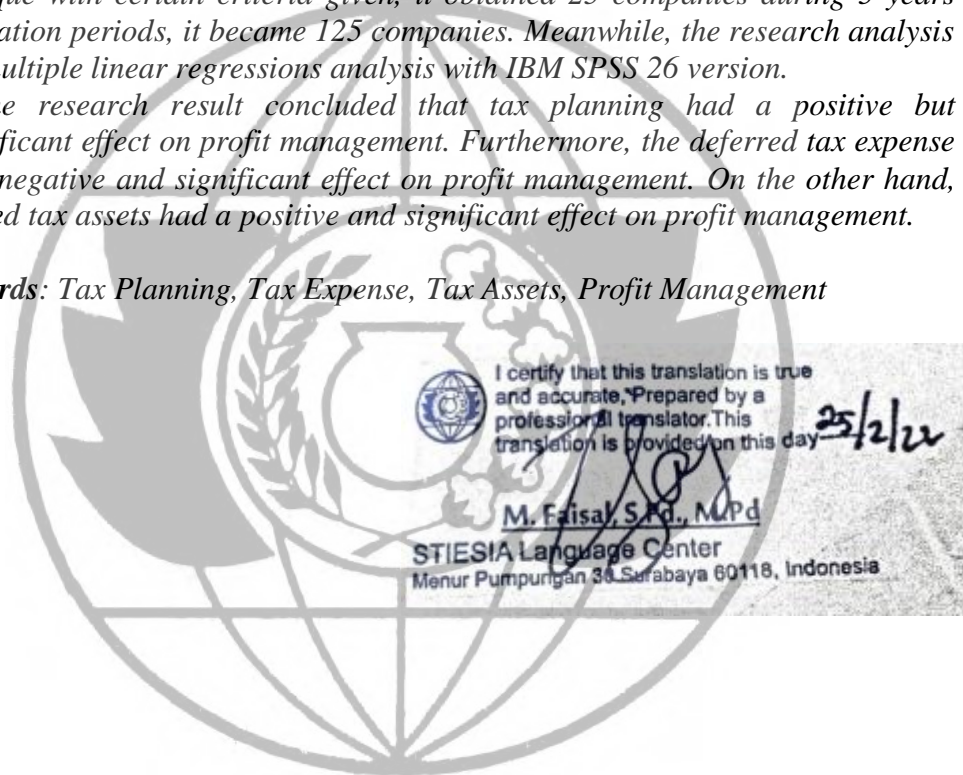 que with certain criteria given, it obtained 25 companies during 5 years
ation periods, it became 125 companies. Meanwhile, the research analysis
multiple linear regressions analysis with IBM SPSS 26 version.
e research result concluded that tax planning had a positive but
ficant effect on profit management. Furthermore, the deferred tax expense
negative and significant effect on profit management. On the other hand,
ed tax assets had a positive and significant effect on profit management.
rds: Tax Planning, Tax Expense, Tax Assets, Profit Management
I certify that this translation is true
and accurate, Prepared by a
professional translator. This
translation is provided on this day 25/2/22
M. Faisal, S.Pd., M.Pd
STIESIA Language Center
Menur Pumpungan 30 Surabaya 60118, Indonesia